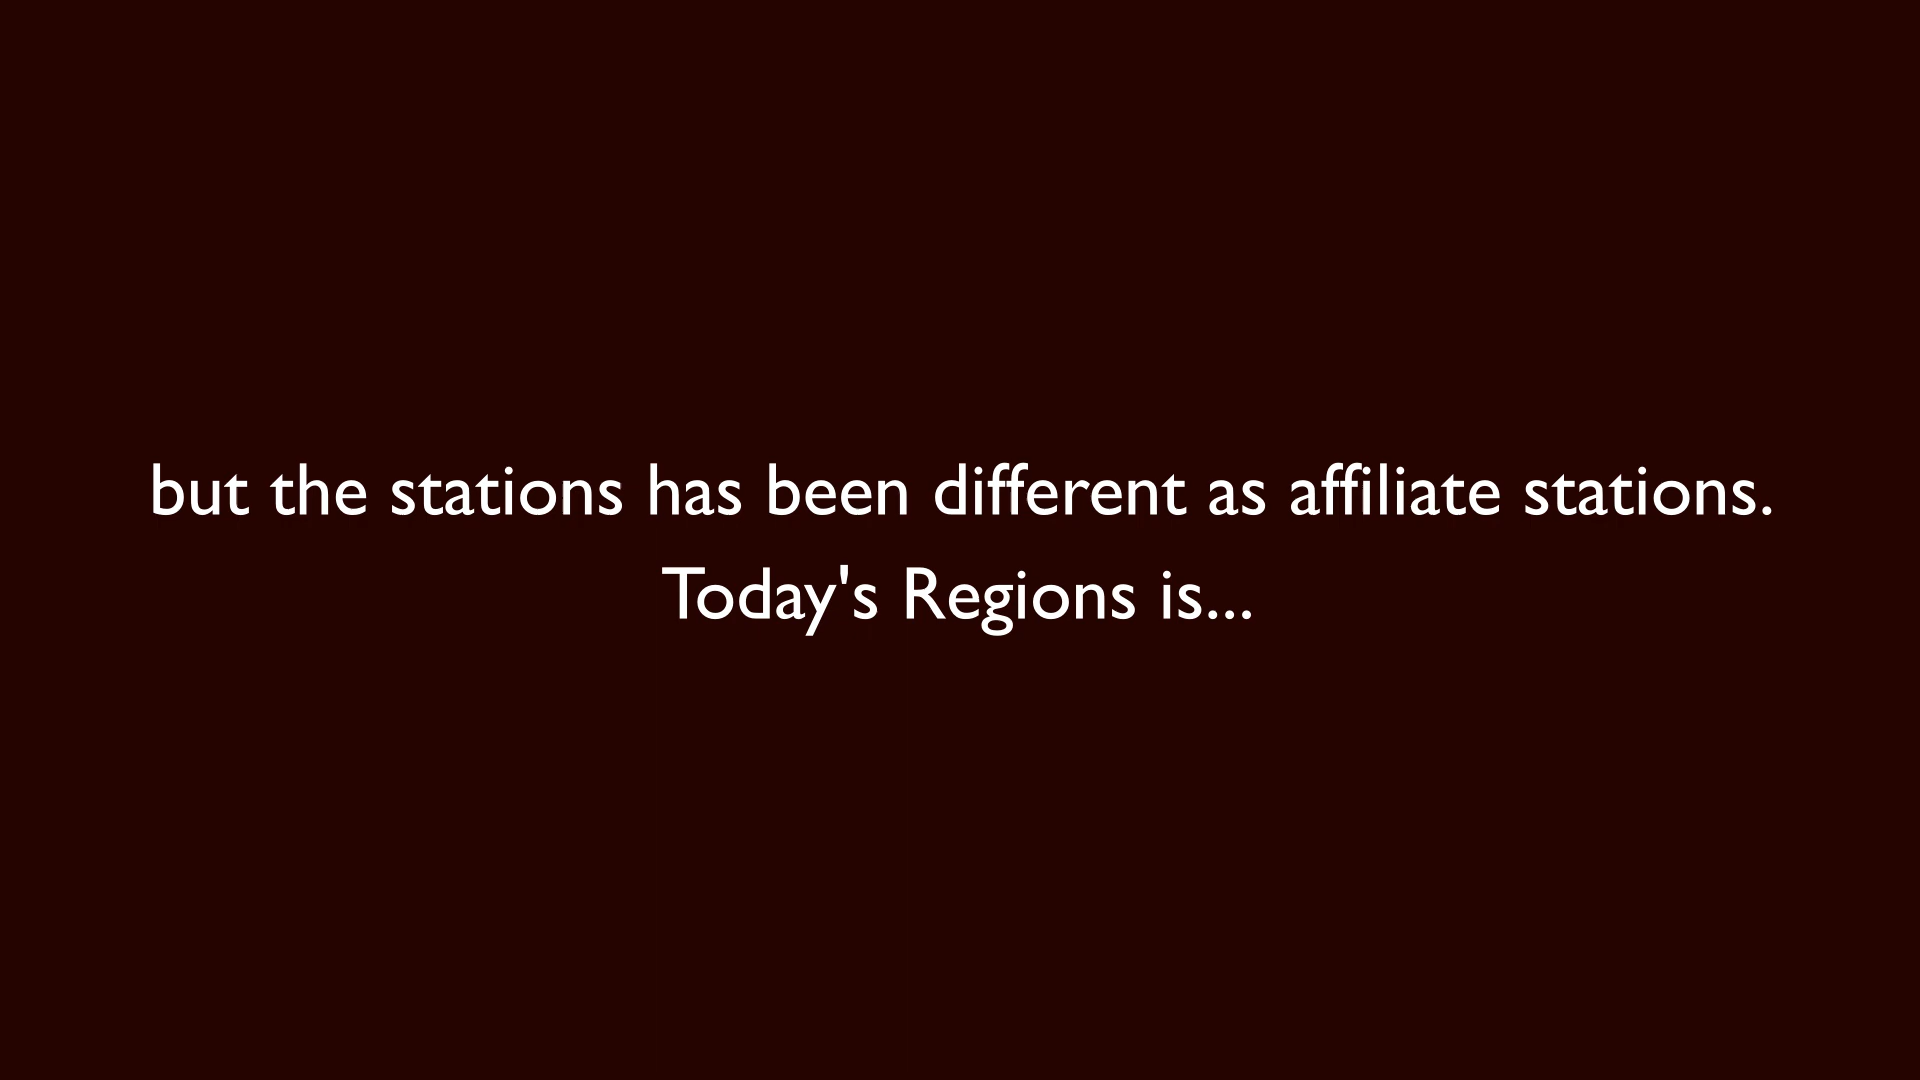 but the stations has been different as affiliate stations.
Today's Regions is...